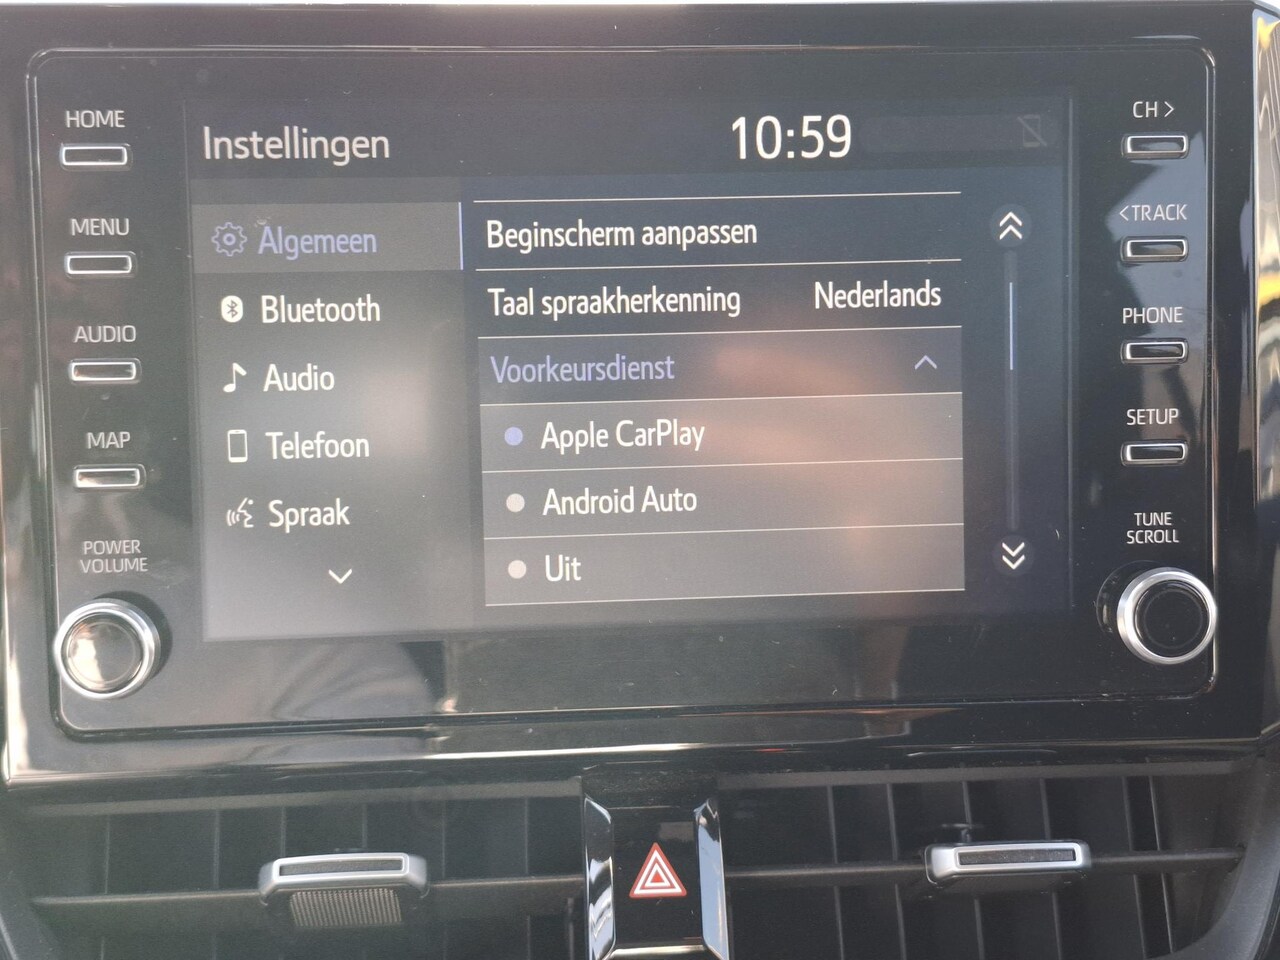 HOME
MENU
AUDIO
MAP
POWER
VOLUME
Instellingen
10:59
Algemeen
Bluetooth
Audio
Telefoon
Spraak
Beginscherm aanpassen
Taal spraakherkenning Nederlands
Voorkeursdienst
Apple CarPlay
Android Auto
Uit
CH >
< TRACK
PHONE
SETUP
TUNE
SCROLL